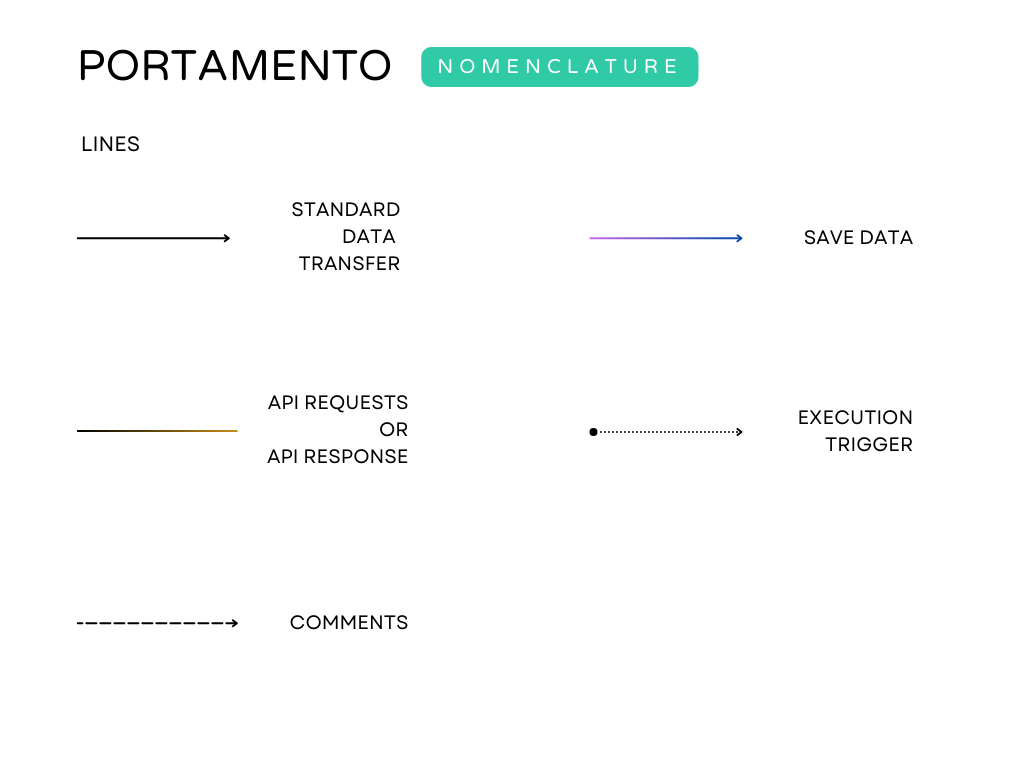 PORTAMENTO
NOMENCLATURE
LINES
STANDARD
DATA
TRANSFER
SAVE DATA
API REQUESTS
OR
API RESPONSE
EXECUTION
TRIGGER
COMMENTS